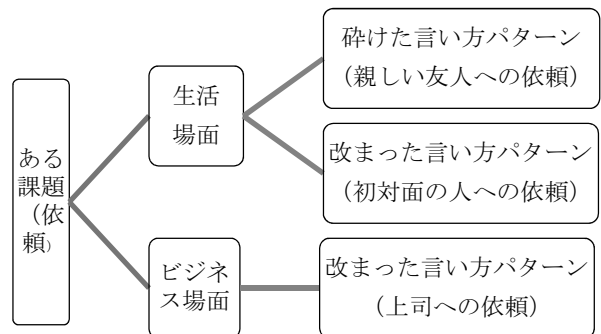 ある
課題
（依
頼）
生活
場面
ビジネ
ス場面
砕けた言い方パターン
（親しい友人への依頼）
改まった言い方パターン
（初対面の人への依頼）
改まった言い方パターン
（上司への依頼）